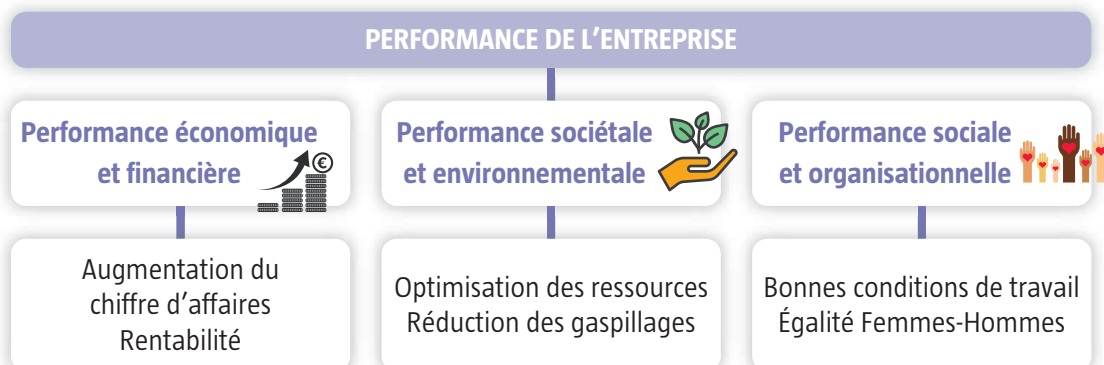 PERFORMANCE DE L'ENTREPRISE
Performance économique
et financière
€
Augmentation du
chiffre d'affaires
Rentabilité
Performance sociétale
et environnementale
Optimisation des ressources
Réduction des gaspillages
Performance sociale
et organisationnelle
Bonnes conditions de travail
Égalité Femmes-Hommes